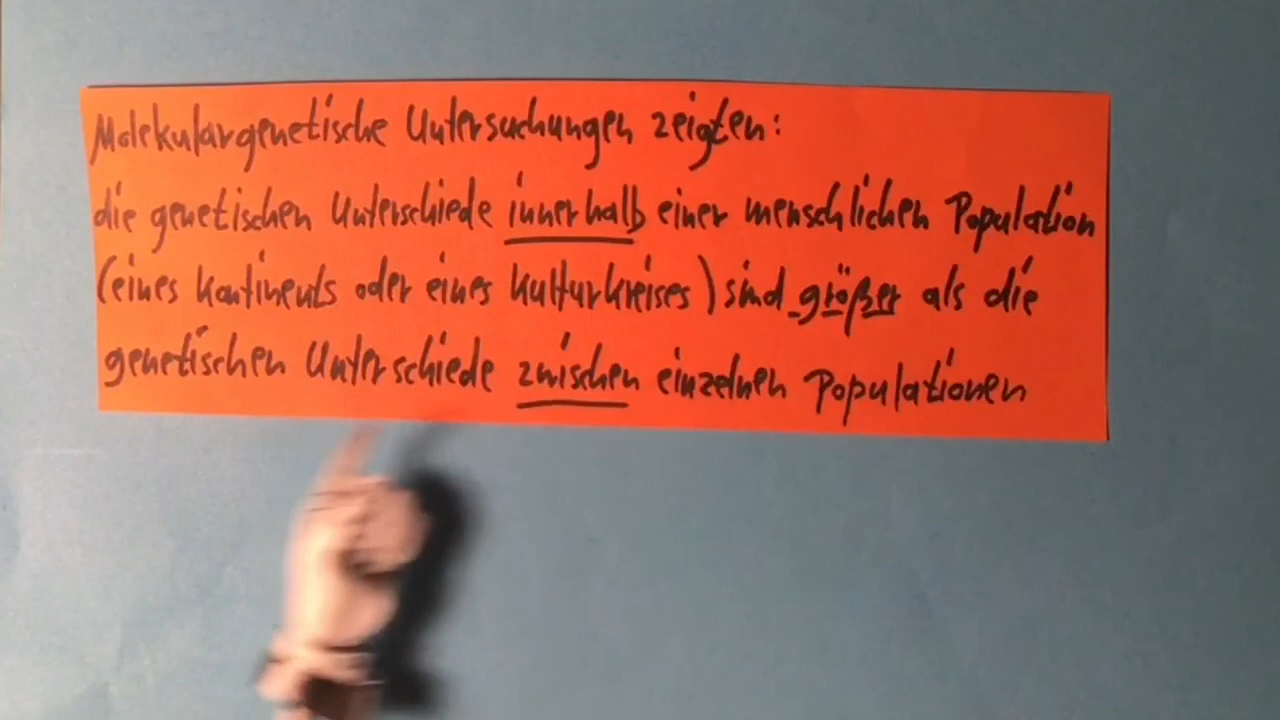 Molekulargenetische Untersuchungen zeigten:
die genetischen Unterschiede innerhalb einer menschlichen Population
(eines Kontinents oder eines Kulturkreises) sind größer als die
genetischen Unterschiede zwischen einzelnen Populationen